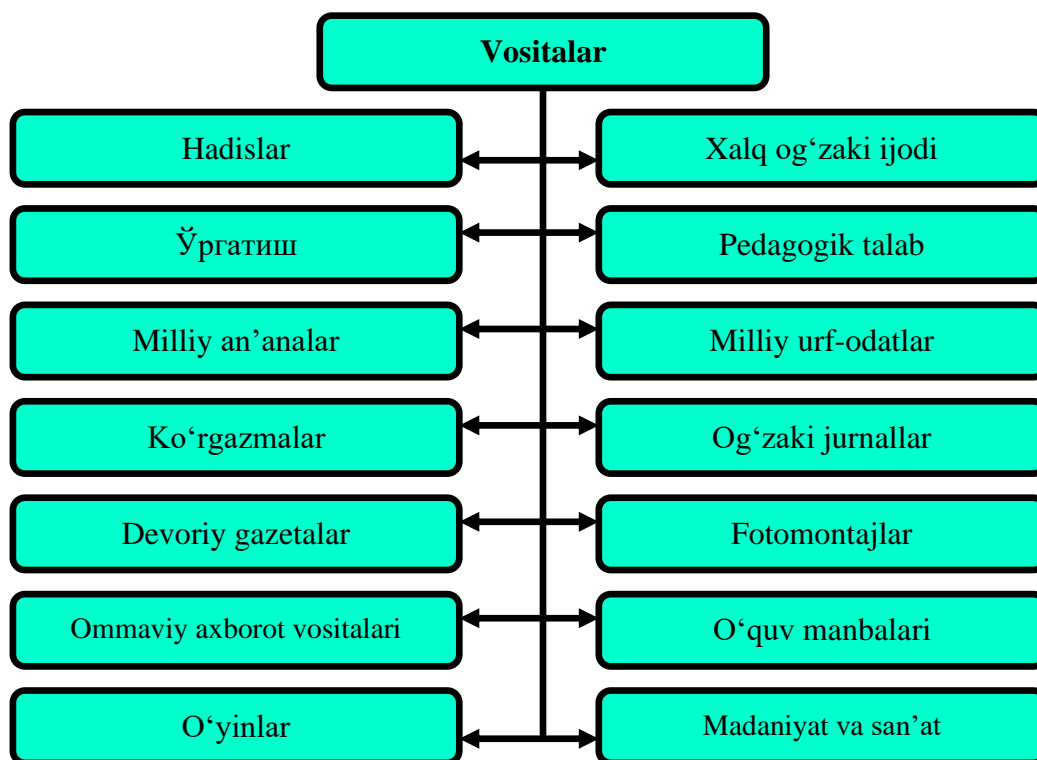 Vositalar
Hadislar
Xalq og‘zaki ijodi
Ўргатиш
Pedagogik talab
Milliy an’analar
Milliy urf-odatlar
Ko‘rgazmalar
Og‘zaki jurnallar
Devoriy gazetalar
Fotomontajlar
Ommaviy axborot vositalari
O‘quv manbalari
O‘yinlar
Madaniyat va san’at